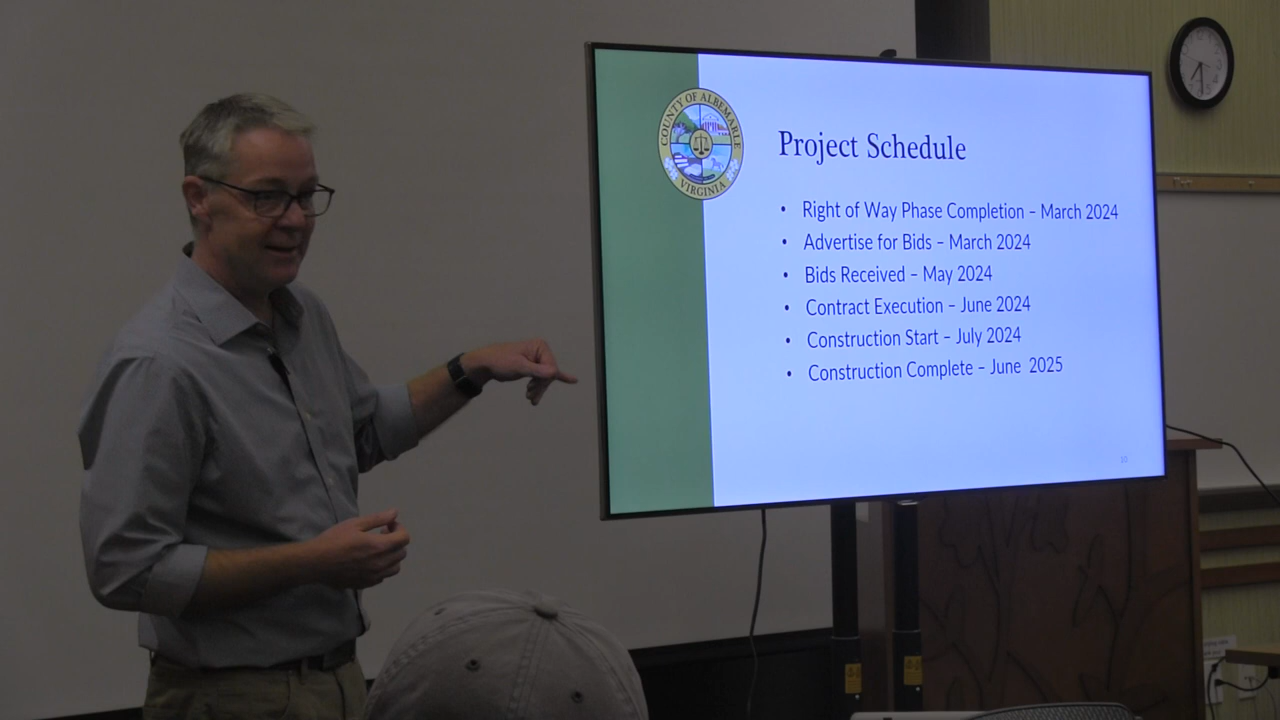 COUNTY OF ALBEMARLE
VIRGINIA
Project Schedule
• Right of Way Phase Completion – March 2024
• Advertise for Bids – March 2024
• Bids Received – May 2024
• Contract Execution – June 2024
• Construction Start – July 2024
• Construction Complete – June 2025